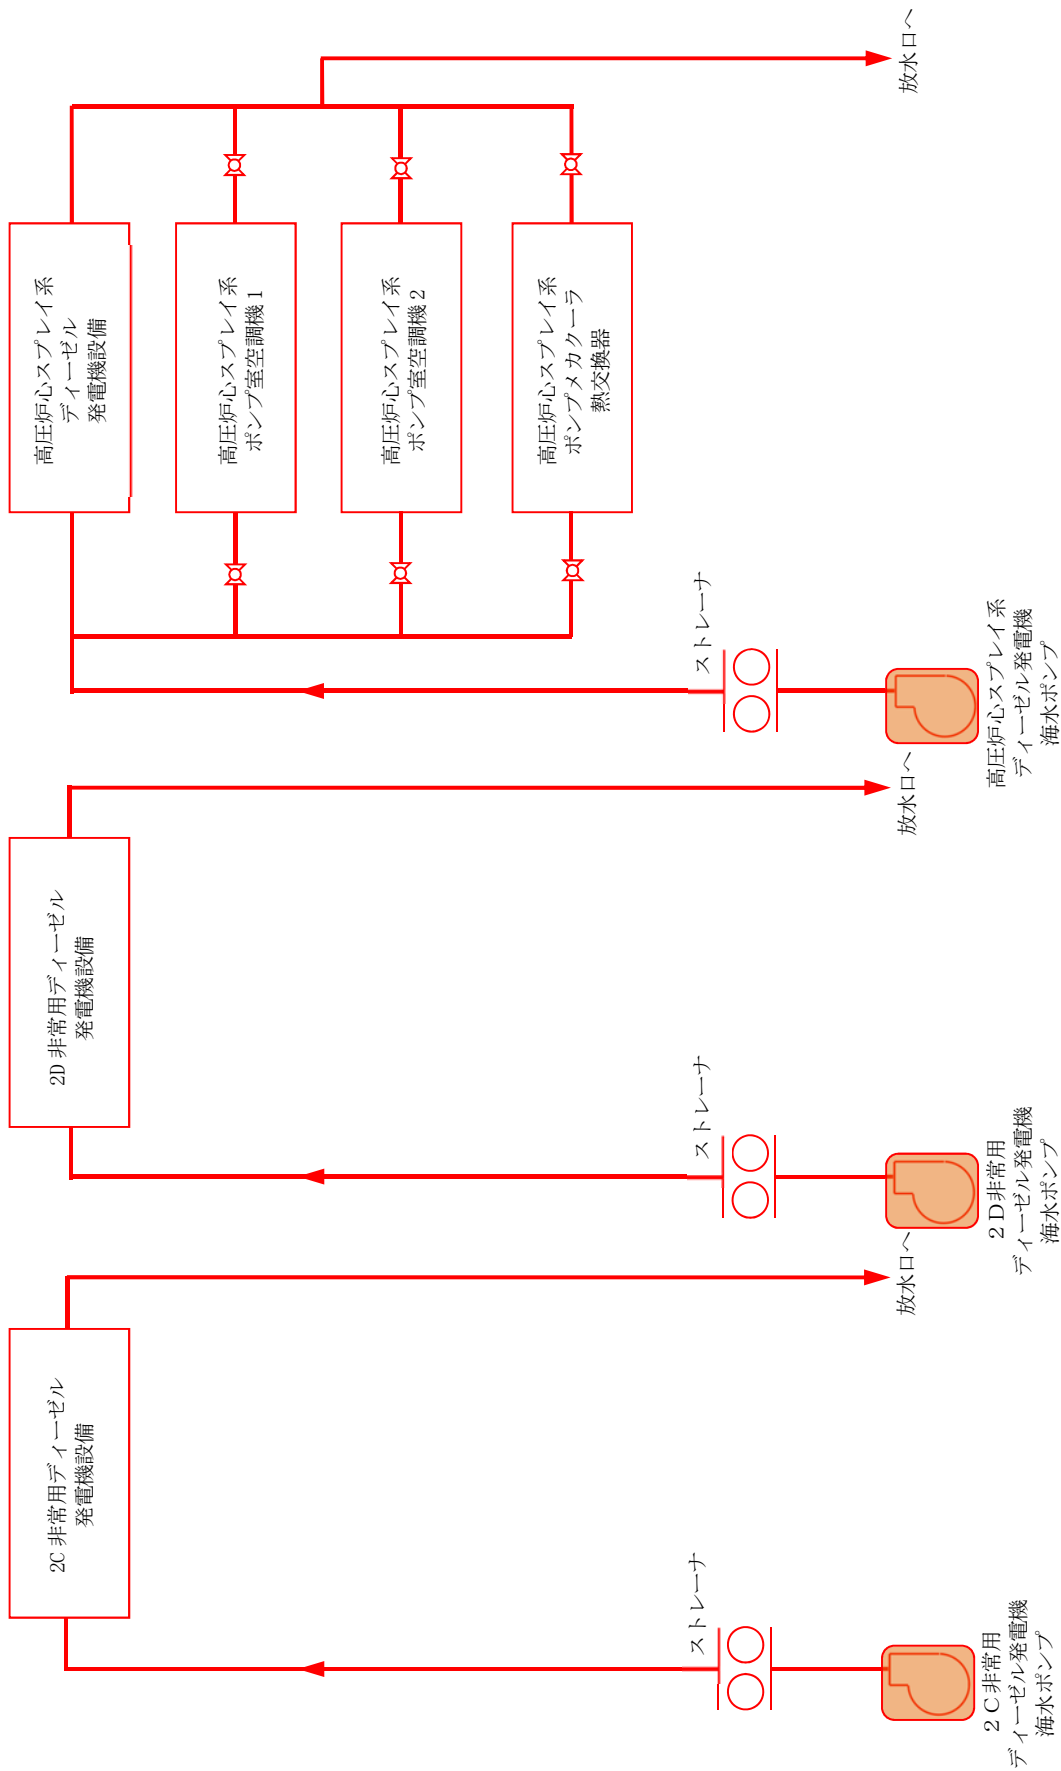 2C 非常用ディーゼル
発電機設備
2D 非常用ディーゼル
発電機設備
高圧炉心スプレイ系
ディーゼル
発電機設備
高圧炉心スプレイ系
ポンプ室空調機 1
高圧炉心スプレイ系
ポンプ室空調機 2
高圧炉心スプレイ系
ポンプメカクーラ
熱交換器
ストレーナ
ストレーナ
ストレーナ
放水口へ
放水口へ
放水口へ
2C非常用
ディーゼル発電機
海水ポンプ
2D非常用
ディーゼル発電機
海水ポンプ
高圧炉心スプレイ系
ディーゼル発電機
海水ポンプ